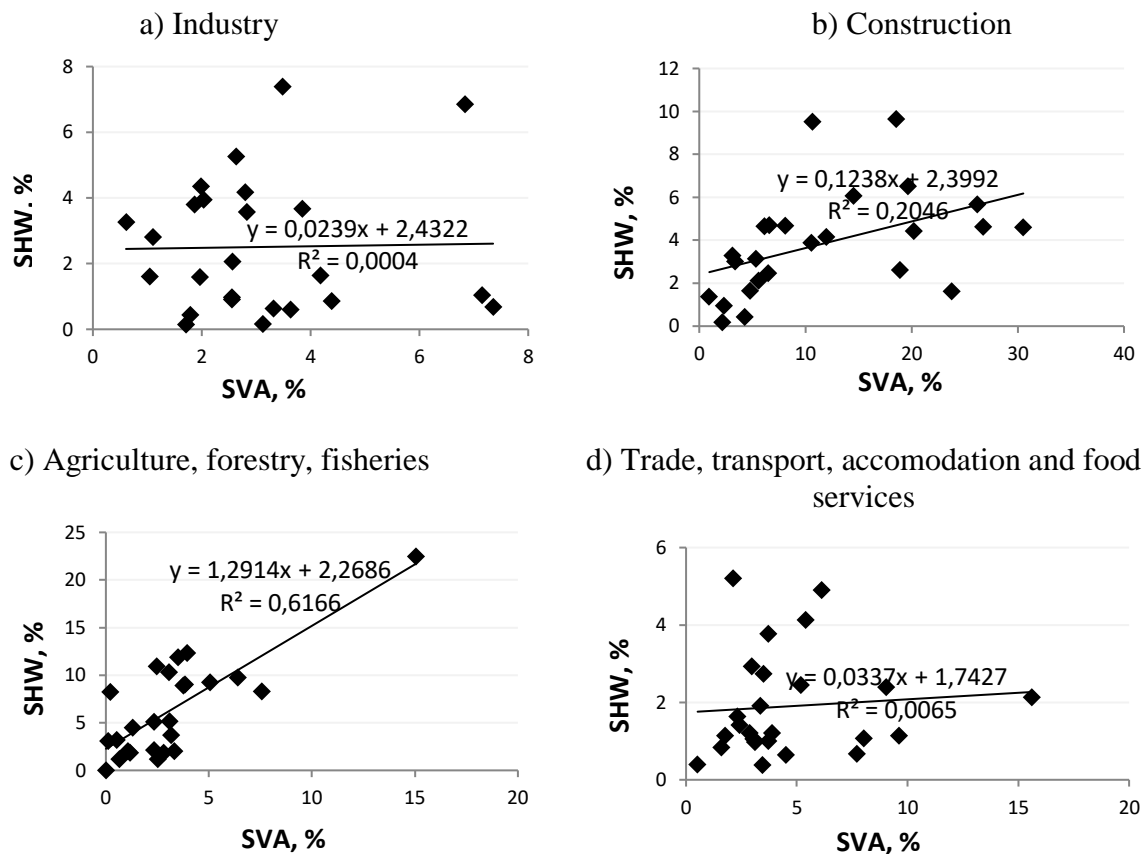 a) Industry
8
6
4
2
0
SHW. %
y = 0,0239x + 2,4322
R² = 0,0004
0 2 4 6 8
SVA, %
b) Construction
12
10
8
6
4
2
0
SHW, %
y = 0,1238x + 2,3992
R² = 0,2046
0 10 20 30 40
SVA, %
c) Agriculture, forestry, fisheries
25
20
15
10
5
0
SHW, %
y = 1,2914x + 2,2686
R² = 0,6166
0 5 10 15 20
SVA, %
d) Trade, transport, accomodation and food
services
6
4
2
0
SHW, %
y = 0,0337x + 1,7427
R² = 0,0065
0 5 10 15 20
SVA, %